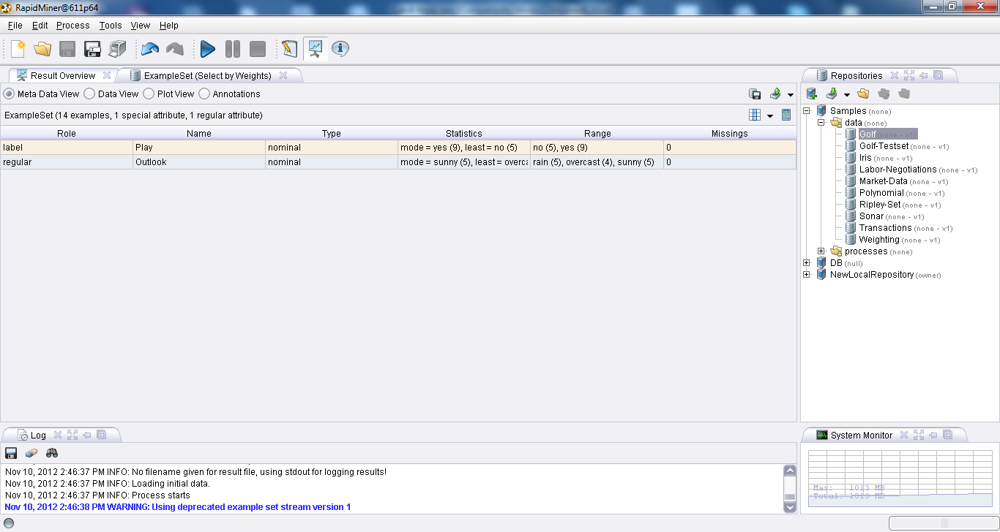 RapidMiner@611p64
File Edit Process Tools View Help
Result Overview ExampleSet (Select by Weights)
Meta Data View Data View Plot View Annotations
ExampleSet (14 examples, 1 special attribute, 1 regular attribute)
Role Name Type Statistics Range Missings
label Play nominal mode = yes (9), least = no (5) no (5), yes (9) 0
regular Outlook nominal mode = sunny (5), least = overca rain (5), overcast (4), sunny (5) 0
Repositories
Samples (none)
data (none)
Golf (none - v1)
Golf-Testset (none - v1)
Iris (none - v1)
Labor-Negotiations (none - v1)
Market-Data (none - v1)
Polynomial (none - v1)
Ripley-Set (none - v1)
Sonar (none - v1)
Transactions (none - v1)
Weighting (none - v1)
processes (none)
DB (null)
NewLocalRepository (owner)
Log
Nov 10, 2012 2:46:37 PM INFO: No filename given for result file, using stdout for logging results!
Nov 10, 2012 2:46:37 PM INFO: Loading initial data.
Nov 10, 2012 2:46:37 PM INFO: Process starts
Nov 10, 2012 2:46:38 PM WARNING: Using deprecated example set stream version 1
System Monitor
Max: 1013 MB
Total: 1013 MB